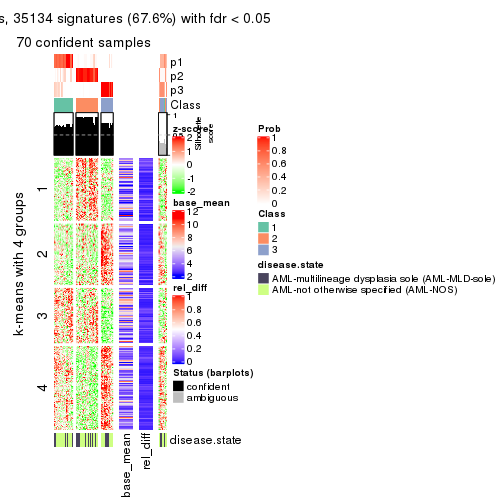 s, 35134 signatures (67.6%) with fdr < 0.05
70 confident samples
p1
p2
p3
Class
1
Silhouette
score
z-score
2
1
0
-1
-2
base_mean
12
10
8
6
4
2
rel_diff
1
0.8
0.6
0.4
0.2
0
Status (barplots)
confident
ambiguous
Prob
1
0.8
0.6
0.4
0.2
0
Class
1
2
3
disease.state
AML-multilineage dysplasia sole (AML-MLD-sole)
AML-not otherwise specified (AML-NOS)
k-means with 4 groups
1
2
3
4
disease.state
base_mean
rel_diff